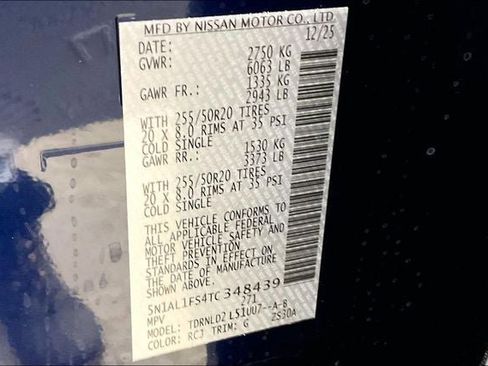 MFD BY NISSAN MOTOR CO., LTD.
DATE: 12/25
GVWR: 2750 KG
6063 LB
GAWR FR.: 1335 KG
2943 LB
WITH 255/50R20 TIRES
20 X 8.0 RIMS AT 35 PSI
COLD SINGLE
GAWR RR.: 1530 KG
3373 LB
WITH 255/50R20 TIRES
20 X 8.0 RIMS AT 35 PSI
COLD SINGLE
THIS VEHICLE CONFORMS TO
ALL APPLICABLE FEDERAL
MOTOR VEHICLE SAFETY AND
THEFT PREVENTION
STANDARDS IN EFFECT ON
THE DATE OF MANUFACTURE
SHOWN ABOVE.
5N1AL1FS4TC348439
MPV 271
MODEL: TDRNLD2 LS1UU7--A-B
COLOR: RCJ TRIM: G ZS30A